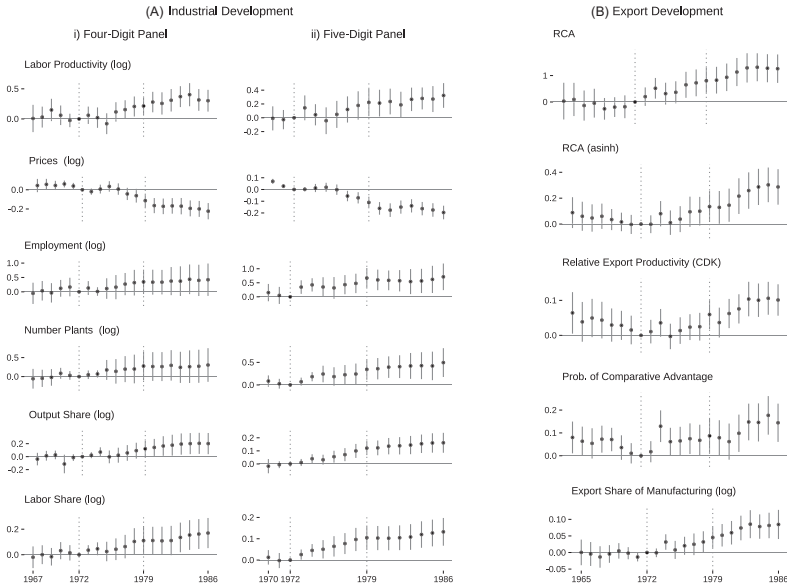 (A) Industrial Development
(B) Export Development
i) Four-Digit Panel
ii) Five-Digit Panel
RCA
Labor Productivity (log)
0.5
0.0
0.4
0.2
0.0
-0.2
1
0
Prices (log)
0.0
-0.2
0.1
0.0
-0.1
-0.2
RCA (asinh)
0.4
0.2
0.0
Employment (log)
1.0
0.5
0.0
1.0
0.5
0.0
Relative Export Productivity (CDK)
0.1
0.0
Number Plants (log)
0.5
0.0
0.5
0.0
Prob. of Comparative Advantage
0.2
0.1
0.0
Output Share (log)
0.2
0.0
-0.2
0.2
0.0
Labor Share (log)
0.2
0.0
0.2
0.1
0.0
Export Share of Manufacturing (log)
0.10
0.05
0.00
-0.05
1967 1972 1979 1986
1970 1972 1979 1986
1965 1972 1979 1986